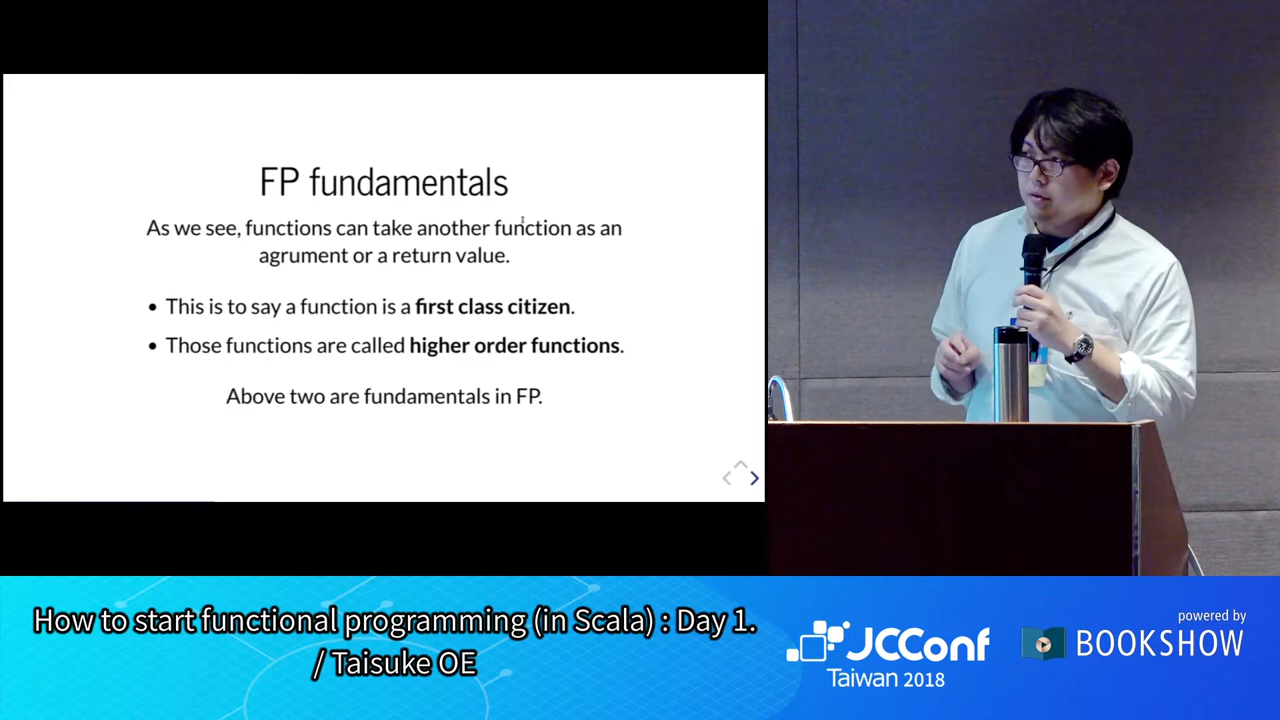 FP fundamentals
As we see, functions can take another function as an
agrument or a return value.
• This is to say a function is a first class citizen.
• Those functions are called higher order functions.
Above two are fundamentals in FP.
How to start functional programming (in Scala) : Day 1.
/ Taisuke OE
JCConf
Taiwan 2018
powered by
BOOKSHOW